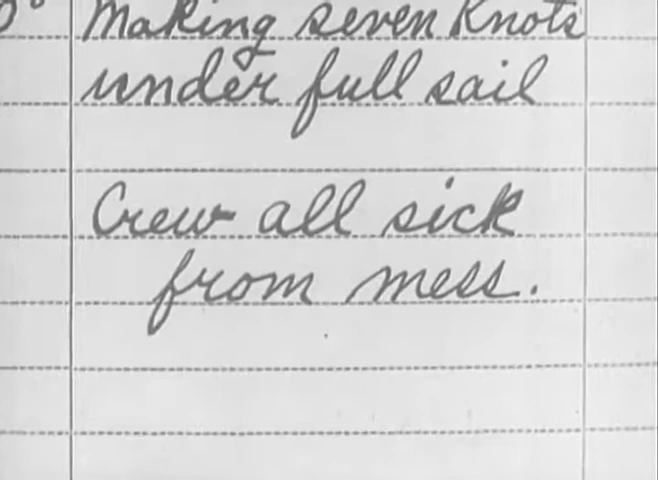 Making seven Knots
under full sail
Crew all sick
from mess.